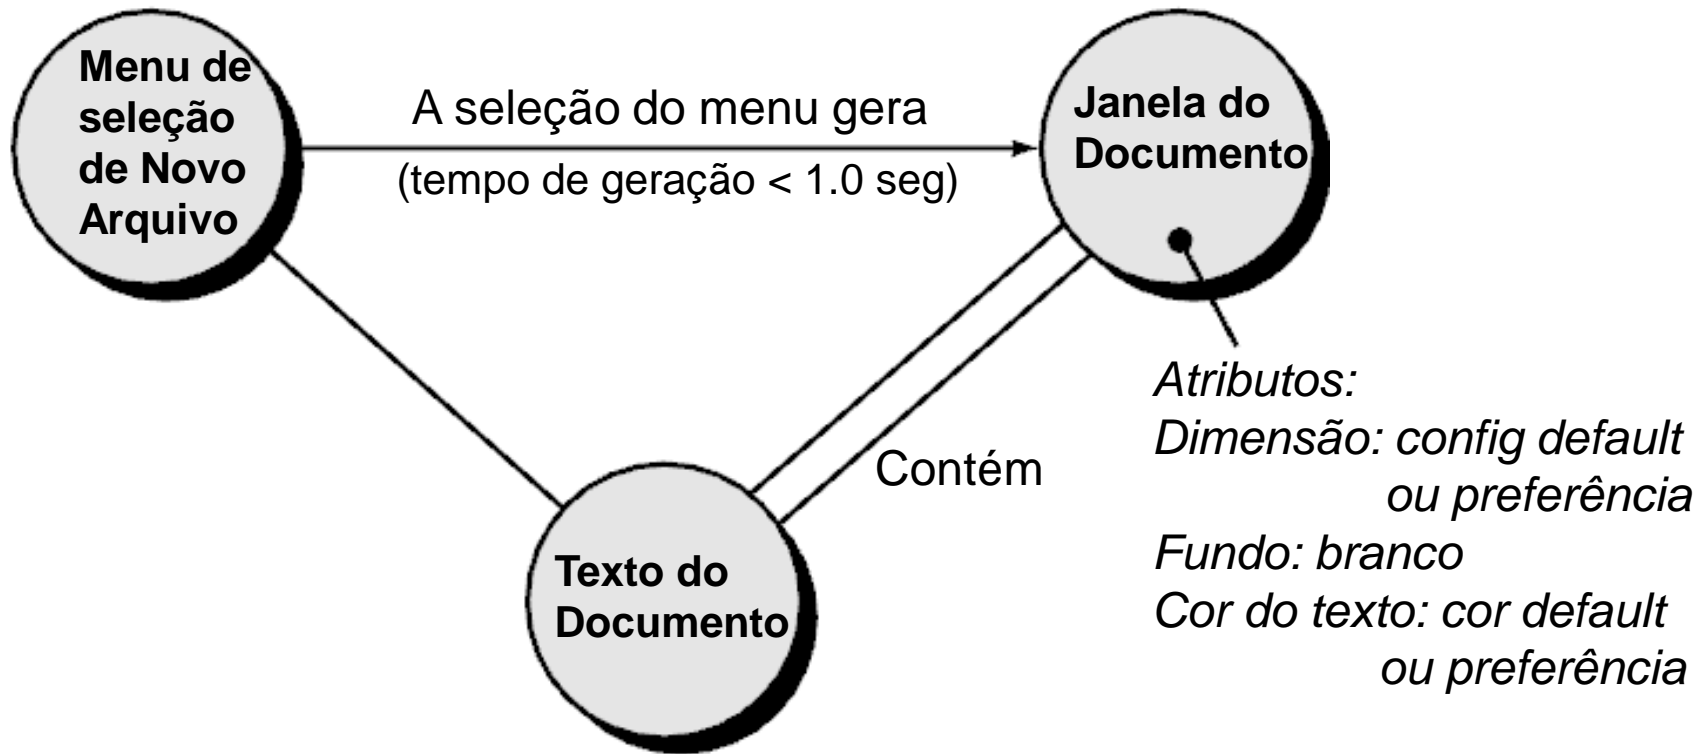 Menu de
seleção
de Novo
Arquivo
A seleção do menu gera
(tempo de geração < 1.0 seg)
Janela do
Documento
Contém
Texto do
Documento
Atributos:
Dimensão: config default
ou preferência
Fundo: branco
Cor do texto: cor default
ou preferência